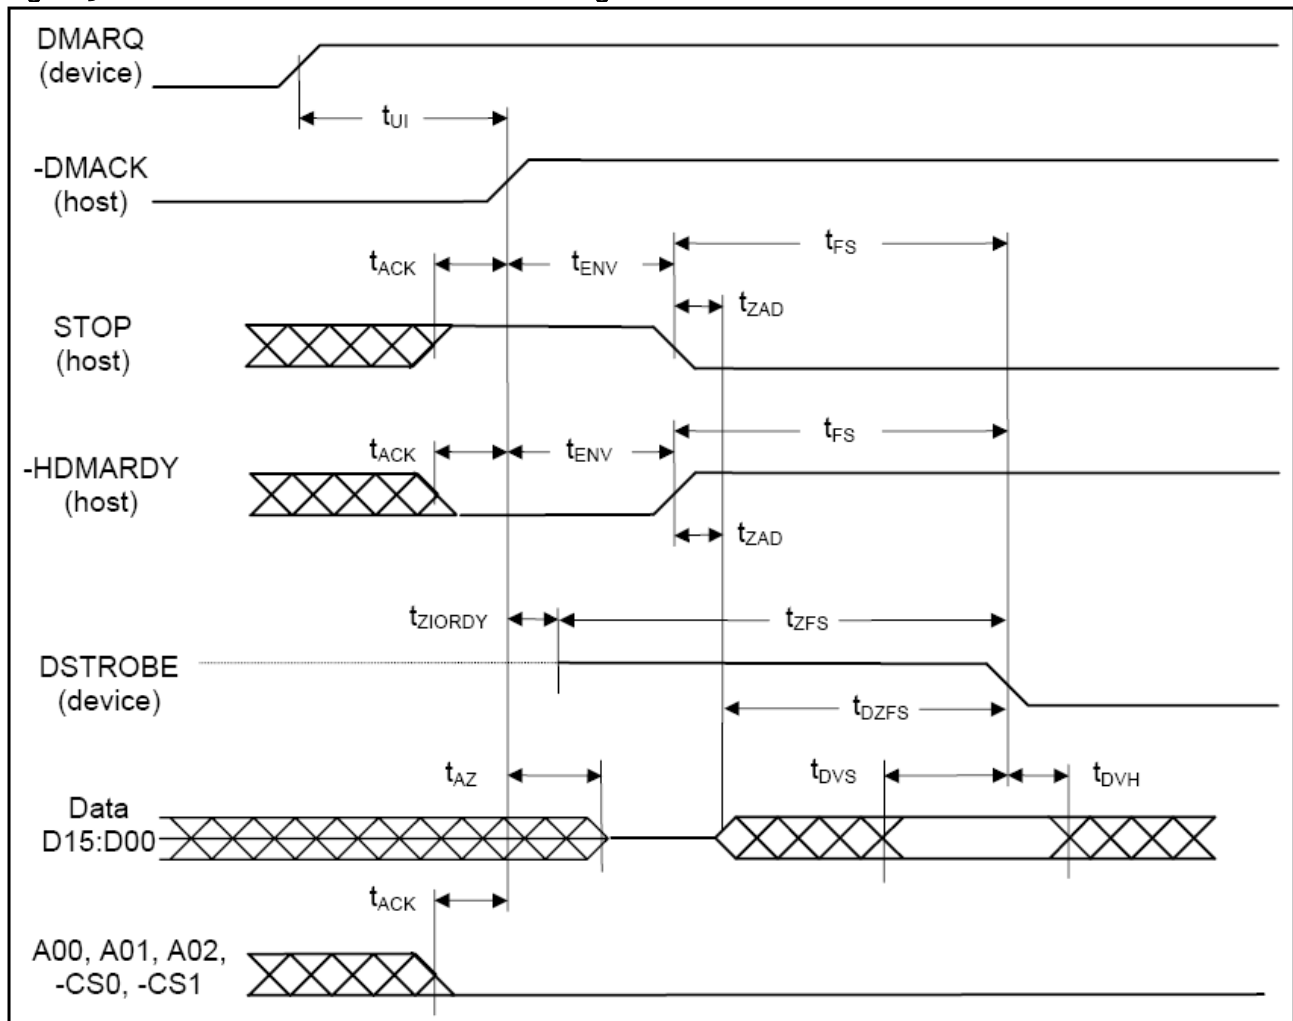 DMARQ
(device)
tUI
-DMACK
(host)
tFS
tACK
tENV
tZAD
STOP
(host)
tFS
tACK
tENV
-HDMARDY
(host)
tZAD
tZIORDY
tZFS
DSTROBE
(device)
tDZFS
tAZ
tDVS
tDVH
Data
D15:D00
tACK
A00, A01, A02,
-CS0, -CS1